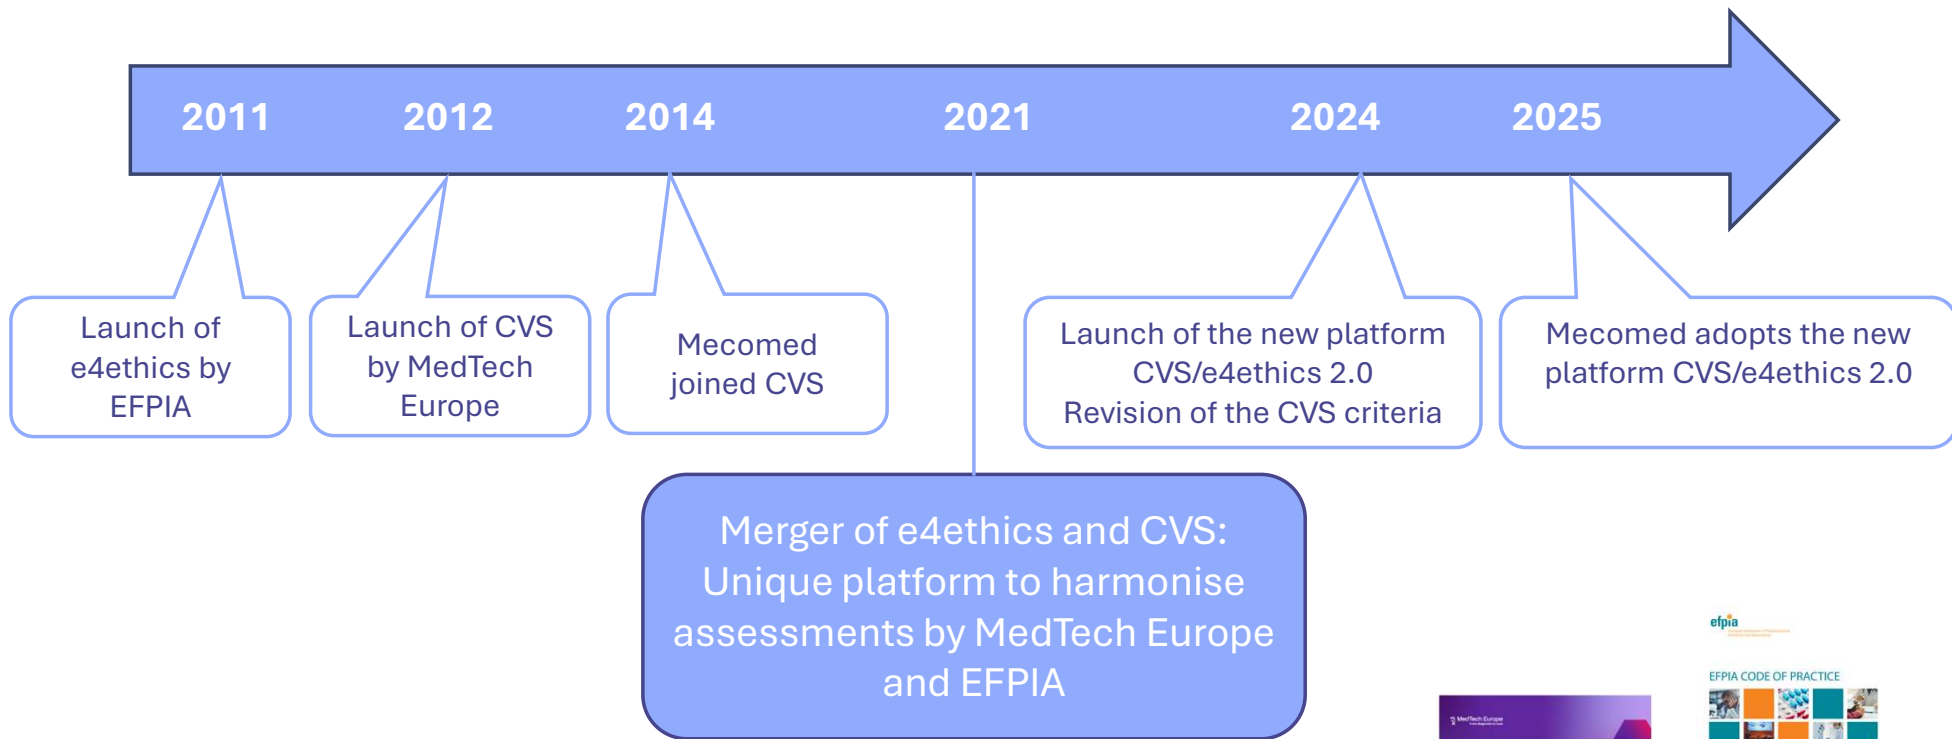 2011 2012 2014 2021 2024 2025
Launch of
e4ethics by
EFPIA
Launch of CVS
by MedTech
Europe
Mecomed
joined CVS
Launch of the new platform
CVS/e4ethics 2.0
Revision of the CVS criteria
Mecomed adopts the new
platform CVS/e4ethics 2.0
Merger of e4ethics and CVS:
Unique platform to harmonise
assessments by MedTech Europe
and EFPIA
efpia
EFPIA CODE OF PRACTICE
MedTech Europe